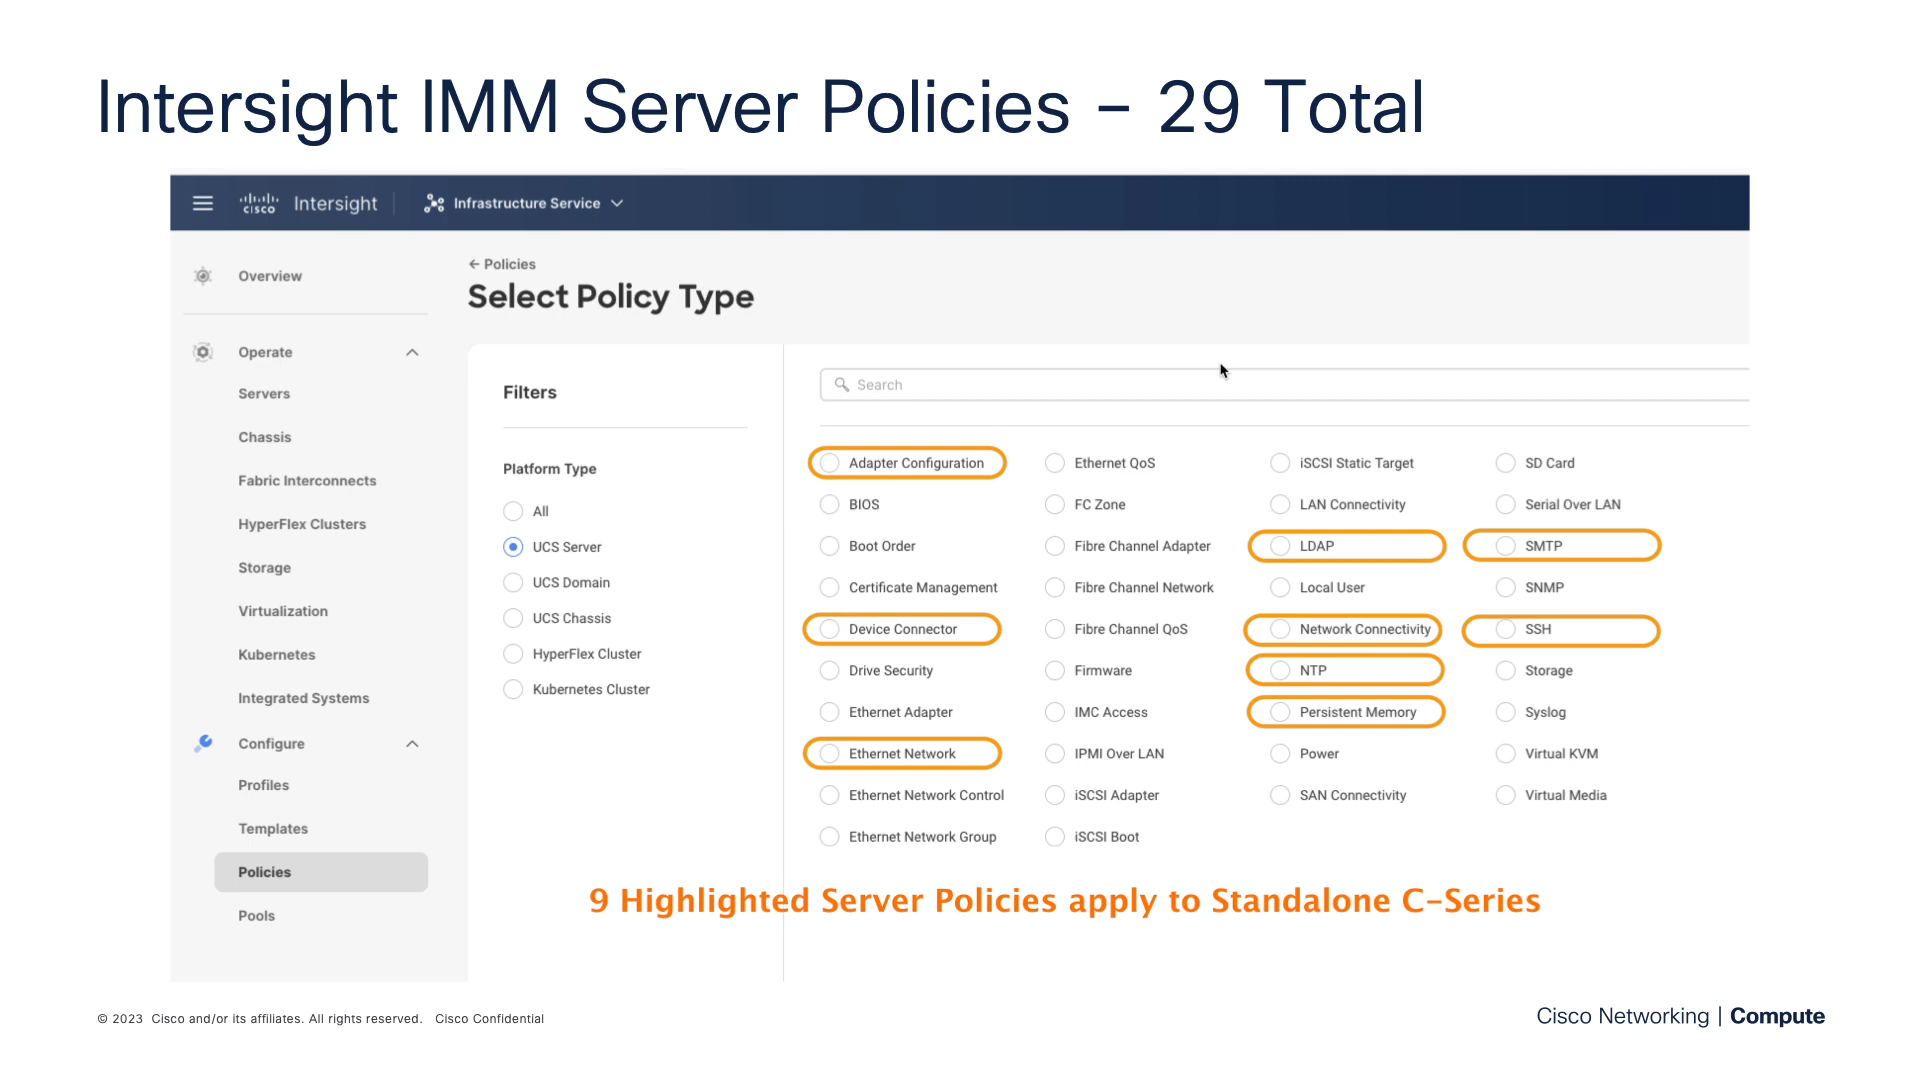 Intersight IMM Server Policies – 29 Total
cisco Intersight Infrastructure Service
Overview
Operate
Servers
Chassis
Fabric Interconnects
HyperFlex Clusters
Storage
Virtualization
Kubernetes
Integrated Systems
Configure
Profiles
Templates
Policies
Pools
← Policies
Select Policy Type
Filters
Platform Type
All
UCS Server
UCS Domain
UCS Chassis
HyperFlex Cluster
Kubernetes Cluster
Search
Adapter Configuration
BIOS
Boot Order
Certificate Management
Device Connector
Drive Security
Ethernet Adapter
Ethernet Network
Ethernet Network Control
Ethernet Network Group
Ethernet QoS
FC Zone
Fibre Channel Adapter
Fibre Channel Network
Fibre Channel QoS
Firmware
IMC Access
IPMI Over LAN
iSCSI Adapter
iSCSI Boot
iSCSI Static Target
LAN Connectivity
LDAP
Local User
Network Connectivity
NTP
Persistent Memory
Power
SAN Connectivity
SD Card
Serial Over LAN
SMTP
SNMP
SSH
Storage
Syslog
Virtual KVM
Virtual Media
9 Highlighted Server Policies apply to Standalone C-Series
© 2023 Cisco and/or its affiliates. All rights reserved. Cisco Confidential
Cisco Networking | Compute